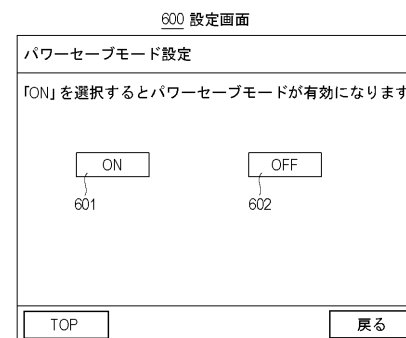 600 設定画面
パワーセーブモード設定
「ON」を選択するとパワーセーブモードが有効になります
ON OFF
601 602
TOP 戻る